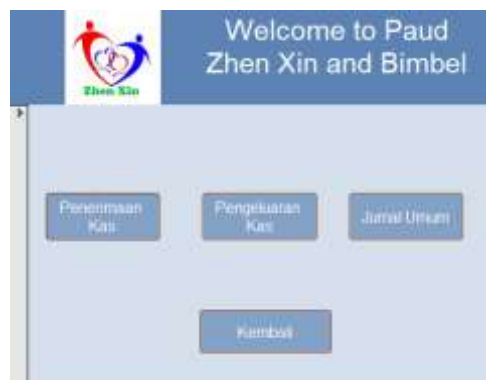 Welcome to Paud
Zhen Xin and Bimbel
Zhen Xin
Penerimaan
Kas
Pengeluaran
Kas
Jurnal Umum
Kembali